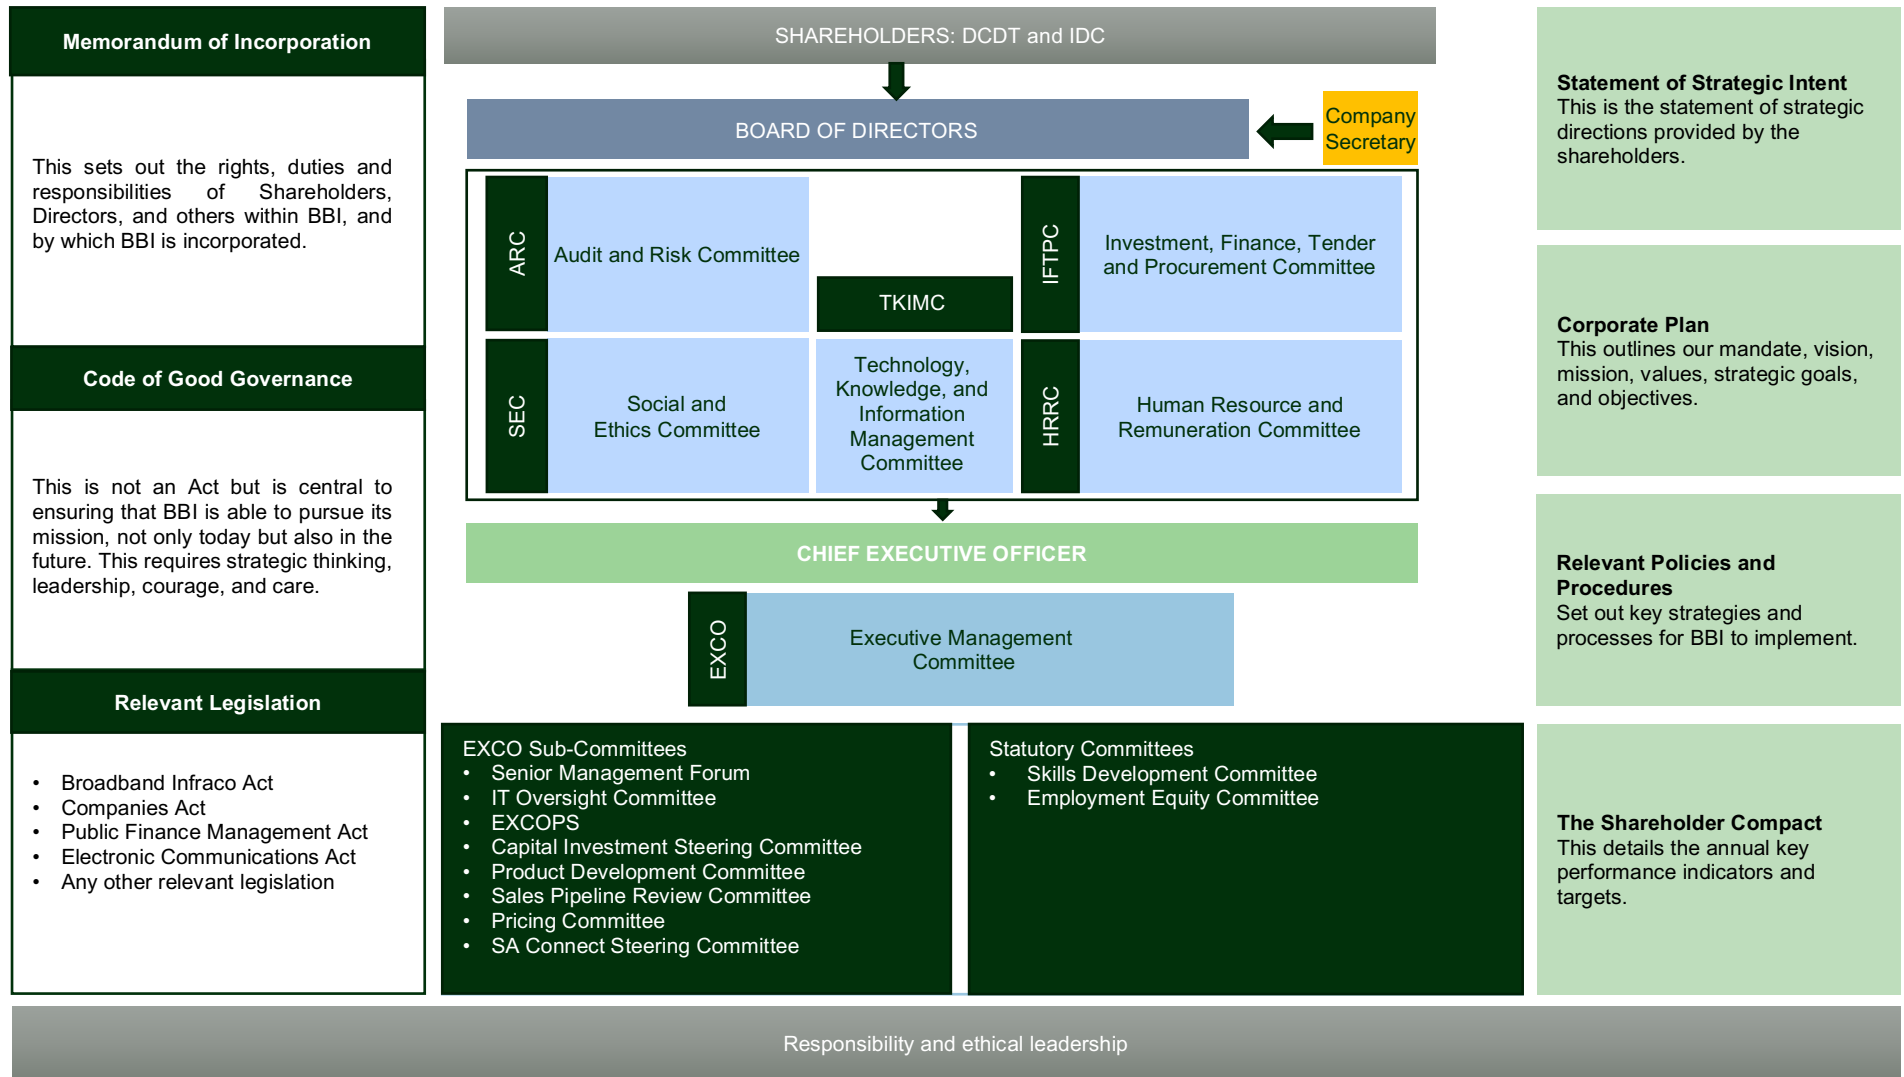 Memorandum of Incorporation
This sets out the rights, duties and
responsibilities of Shareholders,
Directors, and others within BBI, and
by which BBI is incorporated.
Code of Good Governance
This is not an Act but is central to
ensuring that BBI is able to pursue its
mission, not only today but also in the
future. This requires strategic thinking,
leadership, courage, and care.
Relevant Legislation
• Broadband Infraco Act
• Companies Act
• Public Finance Management Act
• Electronic Communications Act
• Any other relevant legislation
SHAREHOLDERS: DCDT and IDC
BOARD OF DIRECTORS
Company
Secretary
ARC
Audit and Risk Committee
SEC
Social and
Ethics Committee
TKIMC
Technology,
Knowledge, and
Information
Management
Committee
IFTPC
Investment, Finance, Tender
and Procurement Committee
HRRC
Human Resource and
Remuneration Committee
CHIEF EXECUTIVE OFFICER
EXCO
Executive Management
Committee
EXCO Sub-Committees
• Senior Management Forum
• IT Oversight Committee
• EXCOPS
• Capital Investment Steering Committee
• Product Development Committee
• Sales Pipeline Review Committee
• Pricing Committee
• SA Connect Steering Committee
Statutory Committees
• Skills Development Committee
• Employment Equity Committee
Statement of Strategic Intent
This is the statement of strategic
directions provided by the
shareholders.
Corporate Plan
This outlines our mandate, vision,
mission, values, strategic goals,
and objectives.
Relevant Policies and
Procedures
Set out key strategies and
processes for BBI to implement.
The Shareholder Compact
This details the annual key
performance indicators and
targets.
Responsibility and ethical leadership